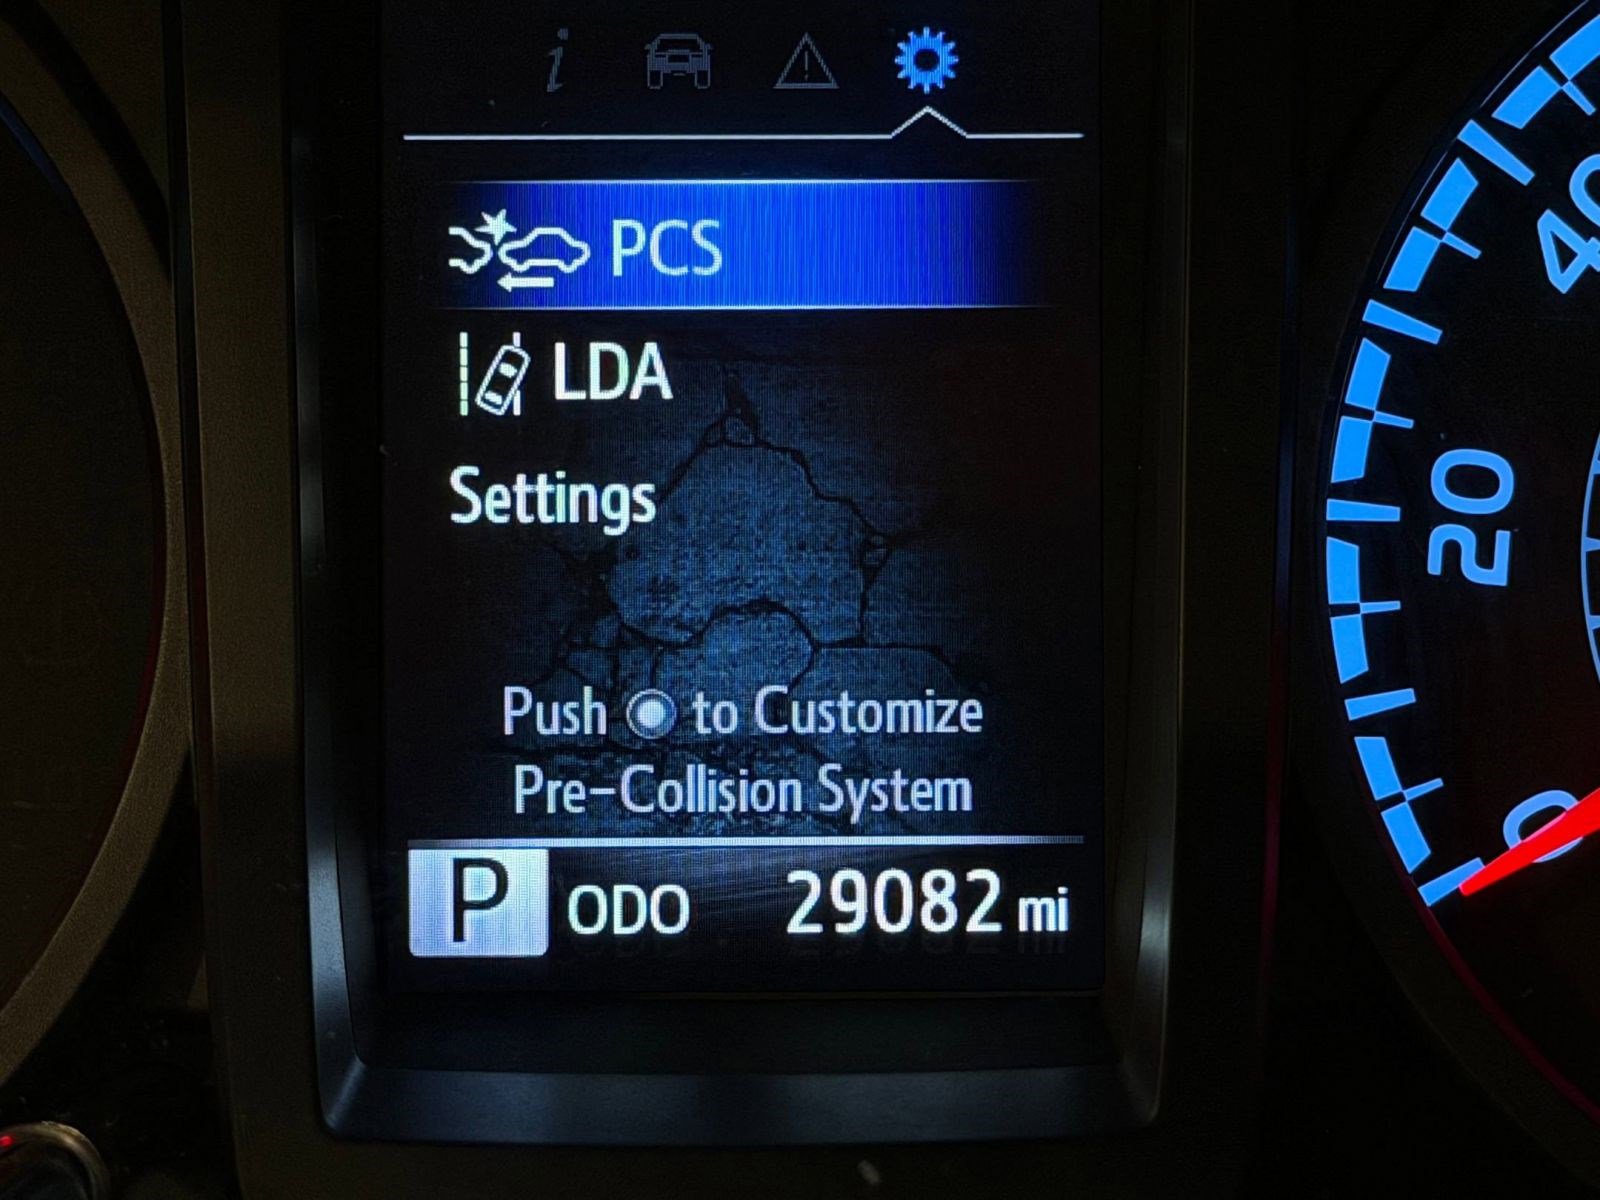 i
PCS
LDA
Settings
Push to Customize
Pre-Collision System
P ODO 29082 mi
40
20
0